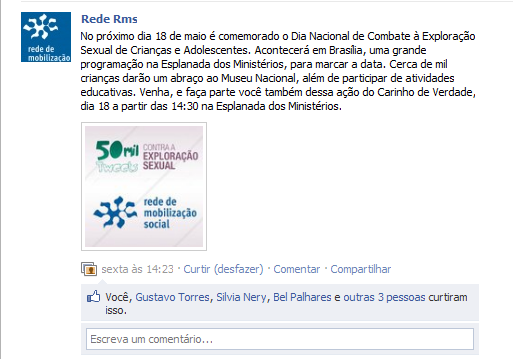 rede de
mobilização
Rede Rms
No próximo dia 18 de maio é comemorado o Dia Nacional de Combate à Exploração
Sexual de Crianças e Adolescentes. Acontecerá em Brasília, uma grande
programação na Esplanada dos Ministérios, para marcar a data. Cerca de mil
crianças darão um abraço ao Museu Nacional, além de participar de atividades
educativas. Venha, e faça parte você também dessa ação do Carinho de Verdade,
dia 18 a partir das 14:30 na Esplanada dos Ministérios.
50mil
Tweets
CONTRA A
EXPLORAÇÃO
SEXUAL
rede de
mobilização
social
sexta às 14:23 · Curtir (desfazer) · Comentar · Compartilhar
Você, Gustavo Torres, Silvia Nery, Bel Palhares e outras 3 pessoas curtiram
isso.
Escreva um comentário...